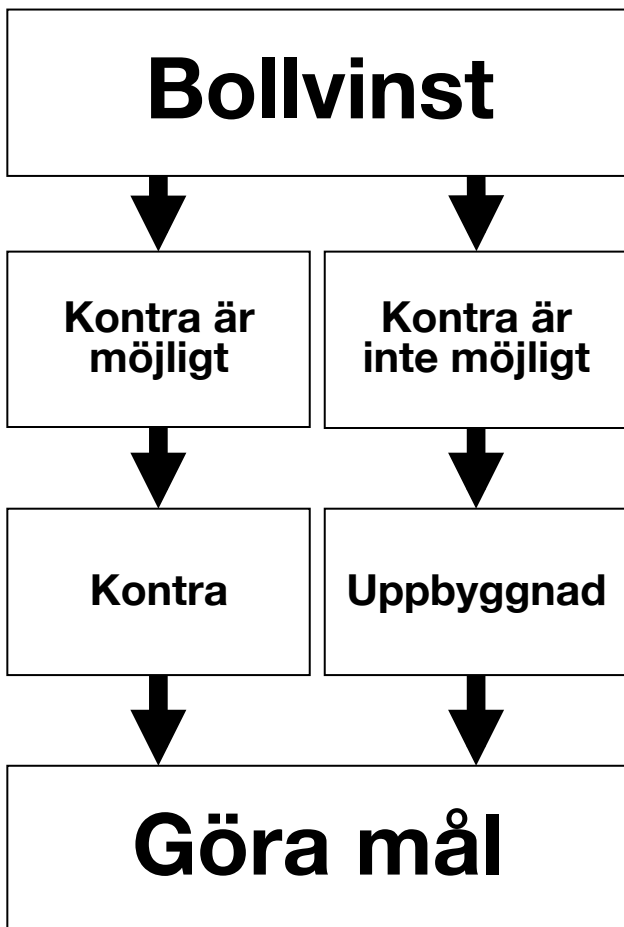 Bollvinst
Kontra är
möjligt
Kontra är
inte möjligt
Kontra
Uppbyggnad
Göra mål